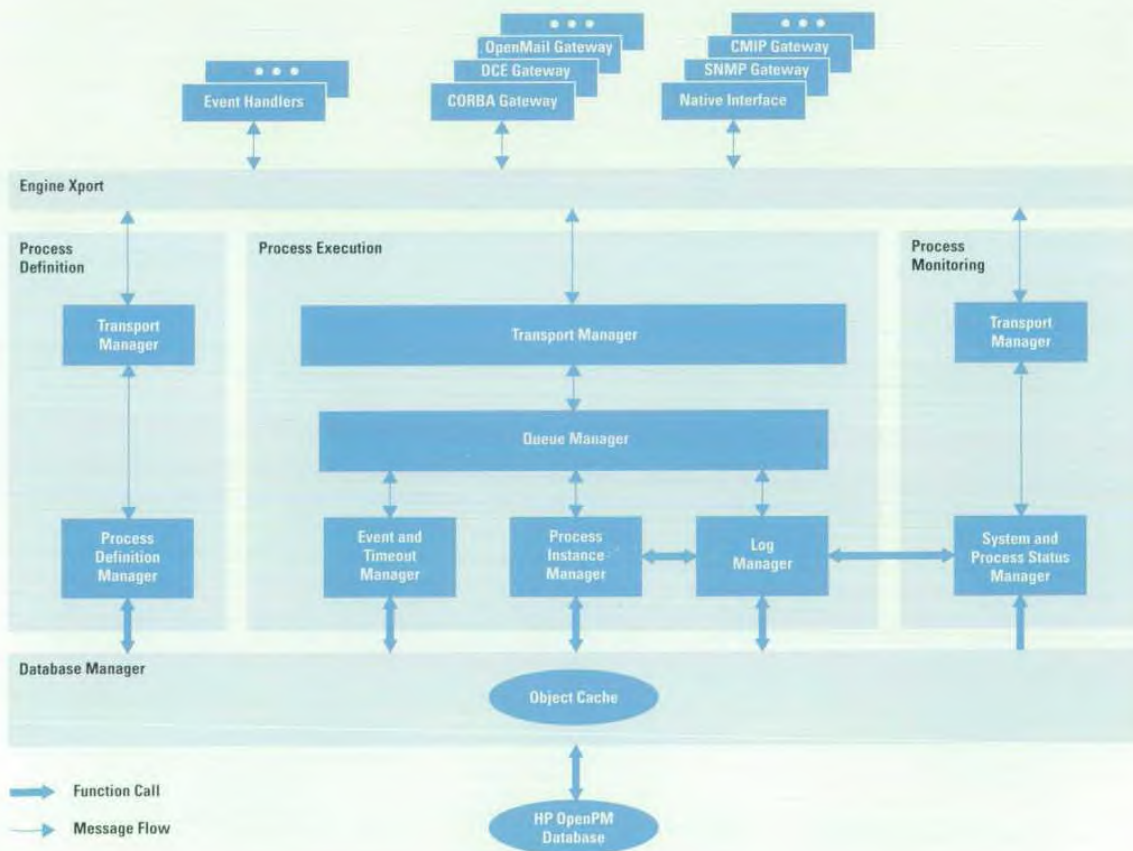 OpenMail Gateway
DCE Gateway
CORBA Gateway
CMIP Gateway
SNMP Gateway
Native Interface
Event Handlers
Engine Xport
Process
Definition
Process Execution
Process
Monitoring
Transport
Manager
Transport Manager
Transport
Manager
Queue Manager
Process
Definition
Manager
Event and
Timeout
Manager
Process
Instance
Manager
Log
Manager
System and
Process Status
Manager
Database Manager
Object Cache
Function Call
Message Flow
HP OpenPM
Database